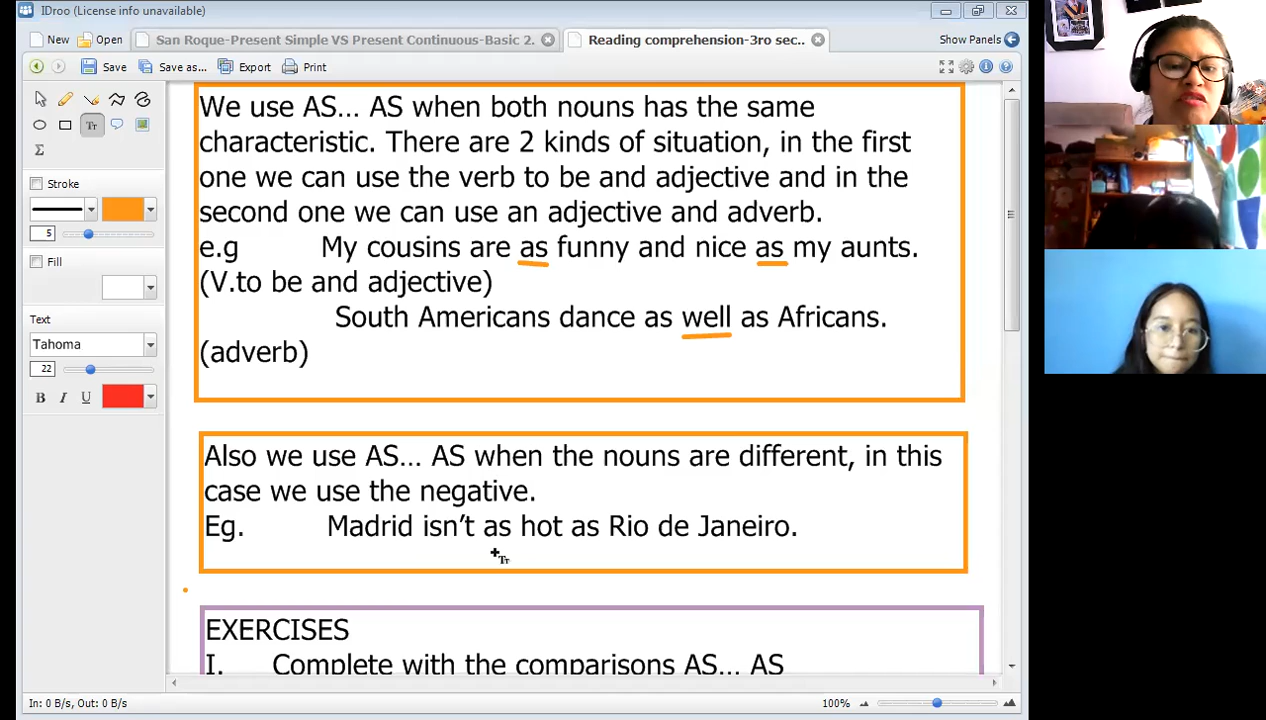 IDroo (License info unavailable)
New Open San Roque-Present Simple VS Present Continuous-Basic 2. Reading comprehension-3ro sec.. Show Panels
Save Save as... Export Print
We use AS... AS when both nouns has the same
characteristic. There are 2 kinds of situation, in the first
one we can use the verb to be and adjective and in the
second one we can use an adjective and adverb.
e.g My cousins are as funny and nice as my aunts.
(V.to be and adjective)
South Americans dance as well as Africans.
(adverb)
Also we use AS... AS when the nouns are different, in this
case we use the negative.
Eg. Madrid isn't as hot as Rio de Janeiro.
EXERCISES
I. Complete with the comparisons AS... AS
Tr
Σ
Stroke
5
Fill
Text
Tahoma
22
B I U
Tr
In: 0 B/s, Out: 0 B/s 100%